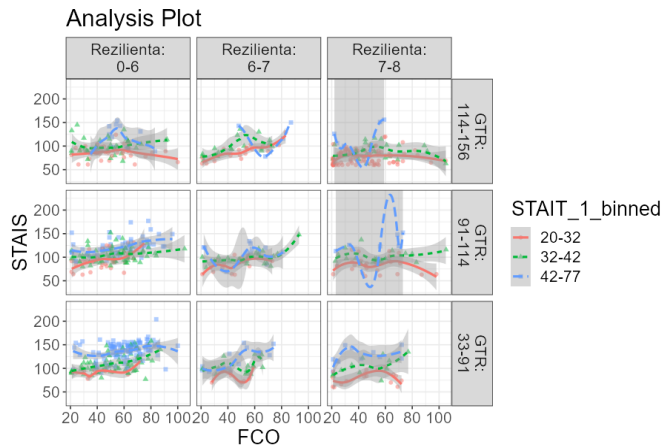 Analysis Plot
Rezilienta:
0-6
Rezilienta:
6-7
Rezilienta:
7-8
200
150
100
50
GTR:
114-156
200
150
100
50
GTR:
91-114
200
150
100
50
GTR:
33-91
STAIS
20 40 60 80 100
20 40 60 80 100
20 40 60 80 100
FCO
STAIT_1_binned
20-32
32-42
42-77